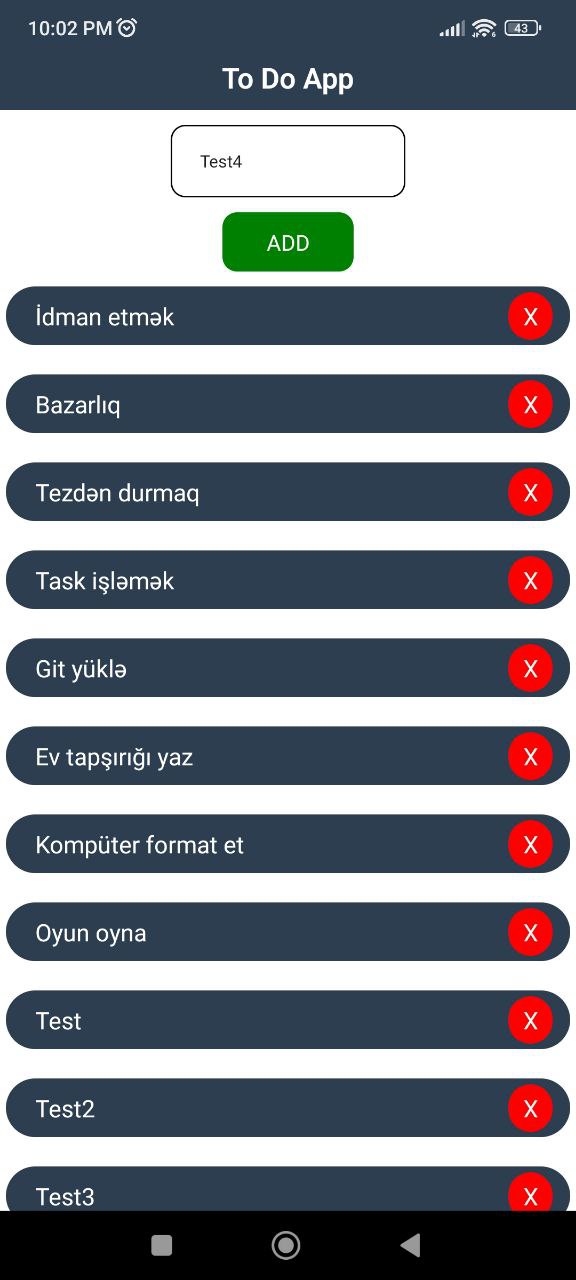 10:02 PM 6 43
To Do App
Test4
ADD
İdman etmək X
Bazarlıq X
Tezdən durmaq X
Task işləmək X
Git yüklə X
Ev tapşırığı yaz X
Kompüter format et X
Oyun oyna X
Test X
Test2 X
Test3 X